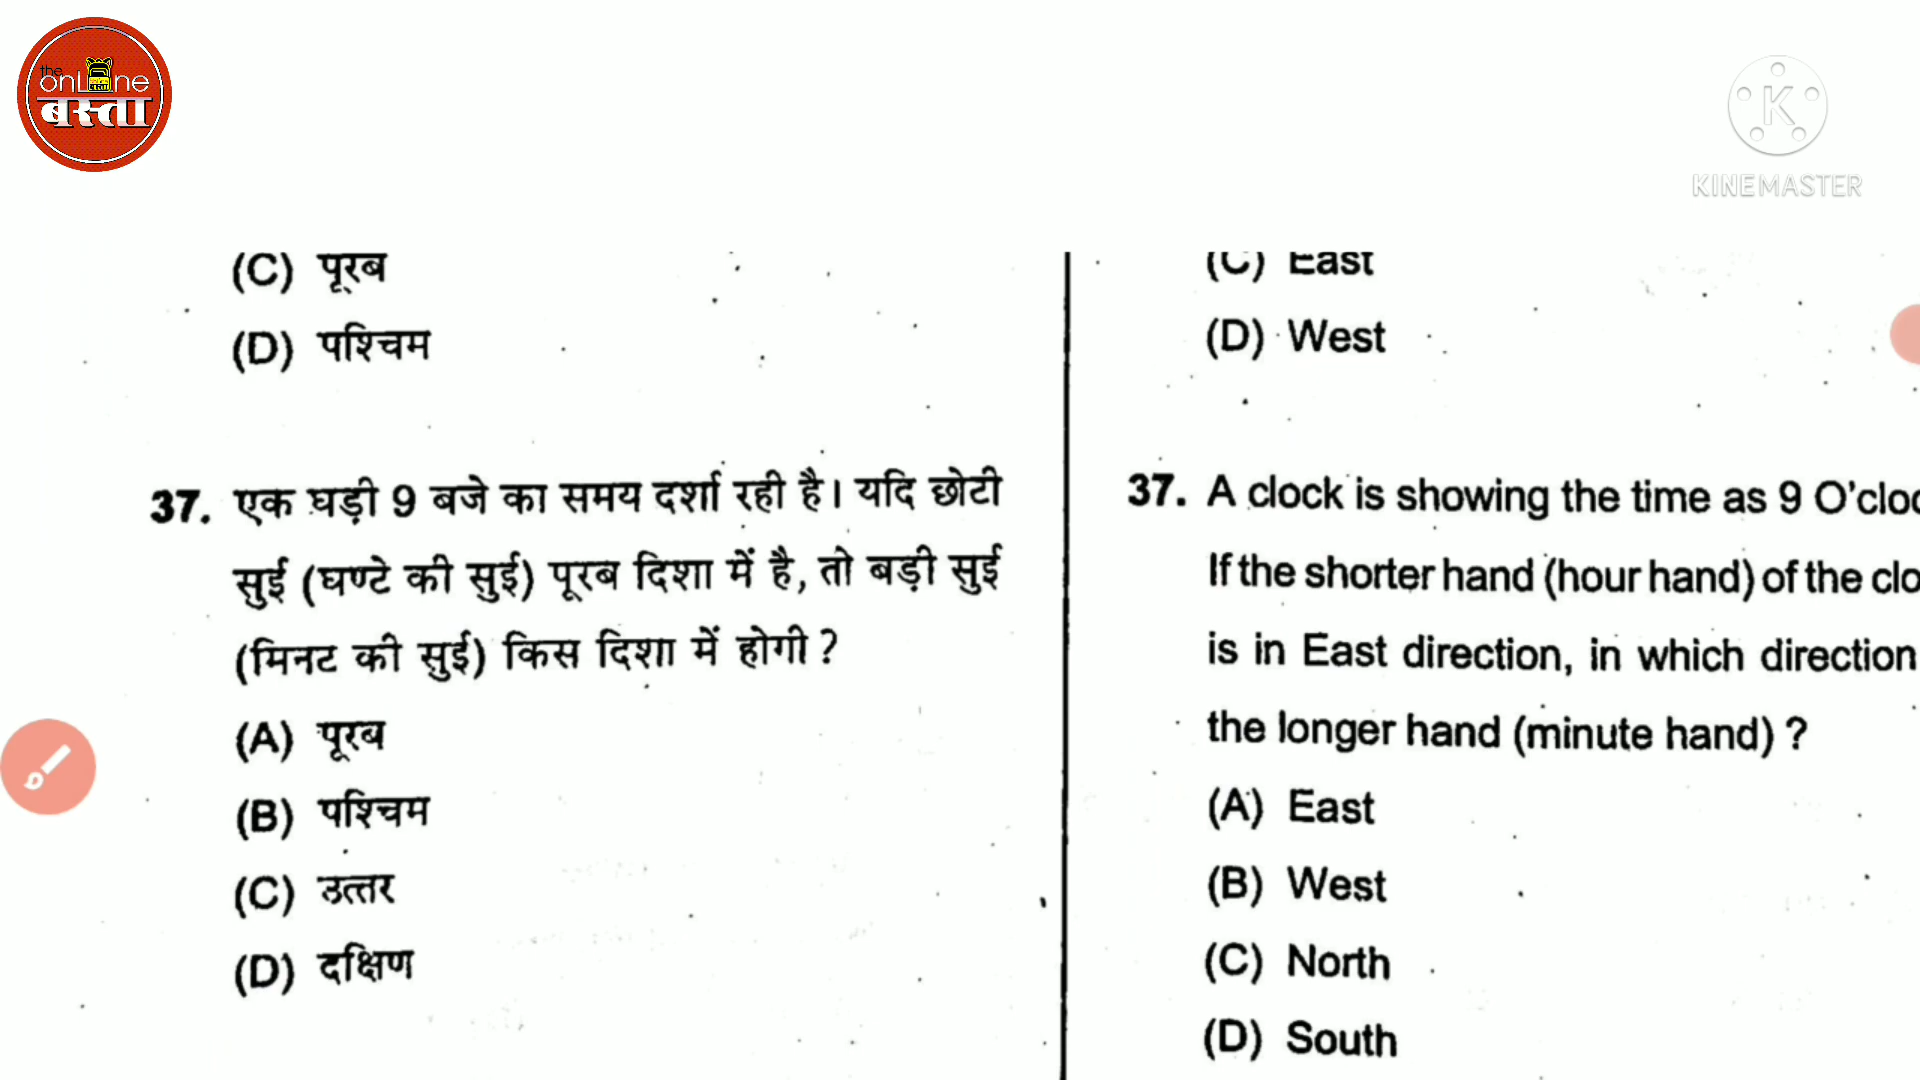 the
onLine
बस्ता
KINEMASTER
(C) पूरब
(D) पश्चिम
37. एक घड़ी 9 बजे का समय दर्शा रही है। यदि छोटी
सुई (घण्टे की सुई) पूरब दिशा में है, तो बड़ी सुई
(मिनट की सुई) किस दिशा में होगी ?
(A) पूरब
(B) पश्चिम
(C) उत्तर
(D) दक्षिण
(C) East
(D) West
37. A clock is showing the time as 9 O'cloc
If the shorter hand (hour hand) of the clo
is in East direction, in which direction
the longer hand (minute hand) ?
(A) East
(B) West
(C) North
(D) South